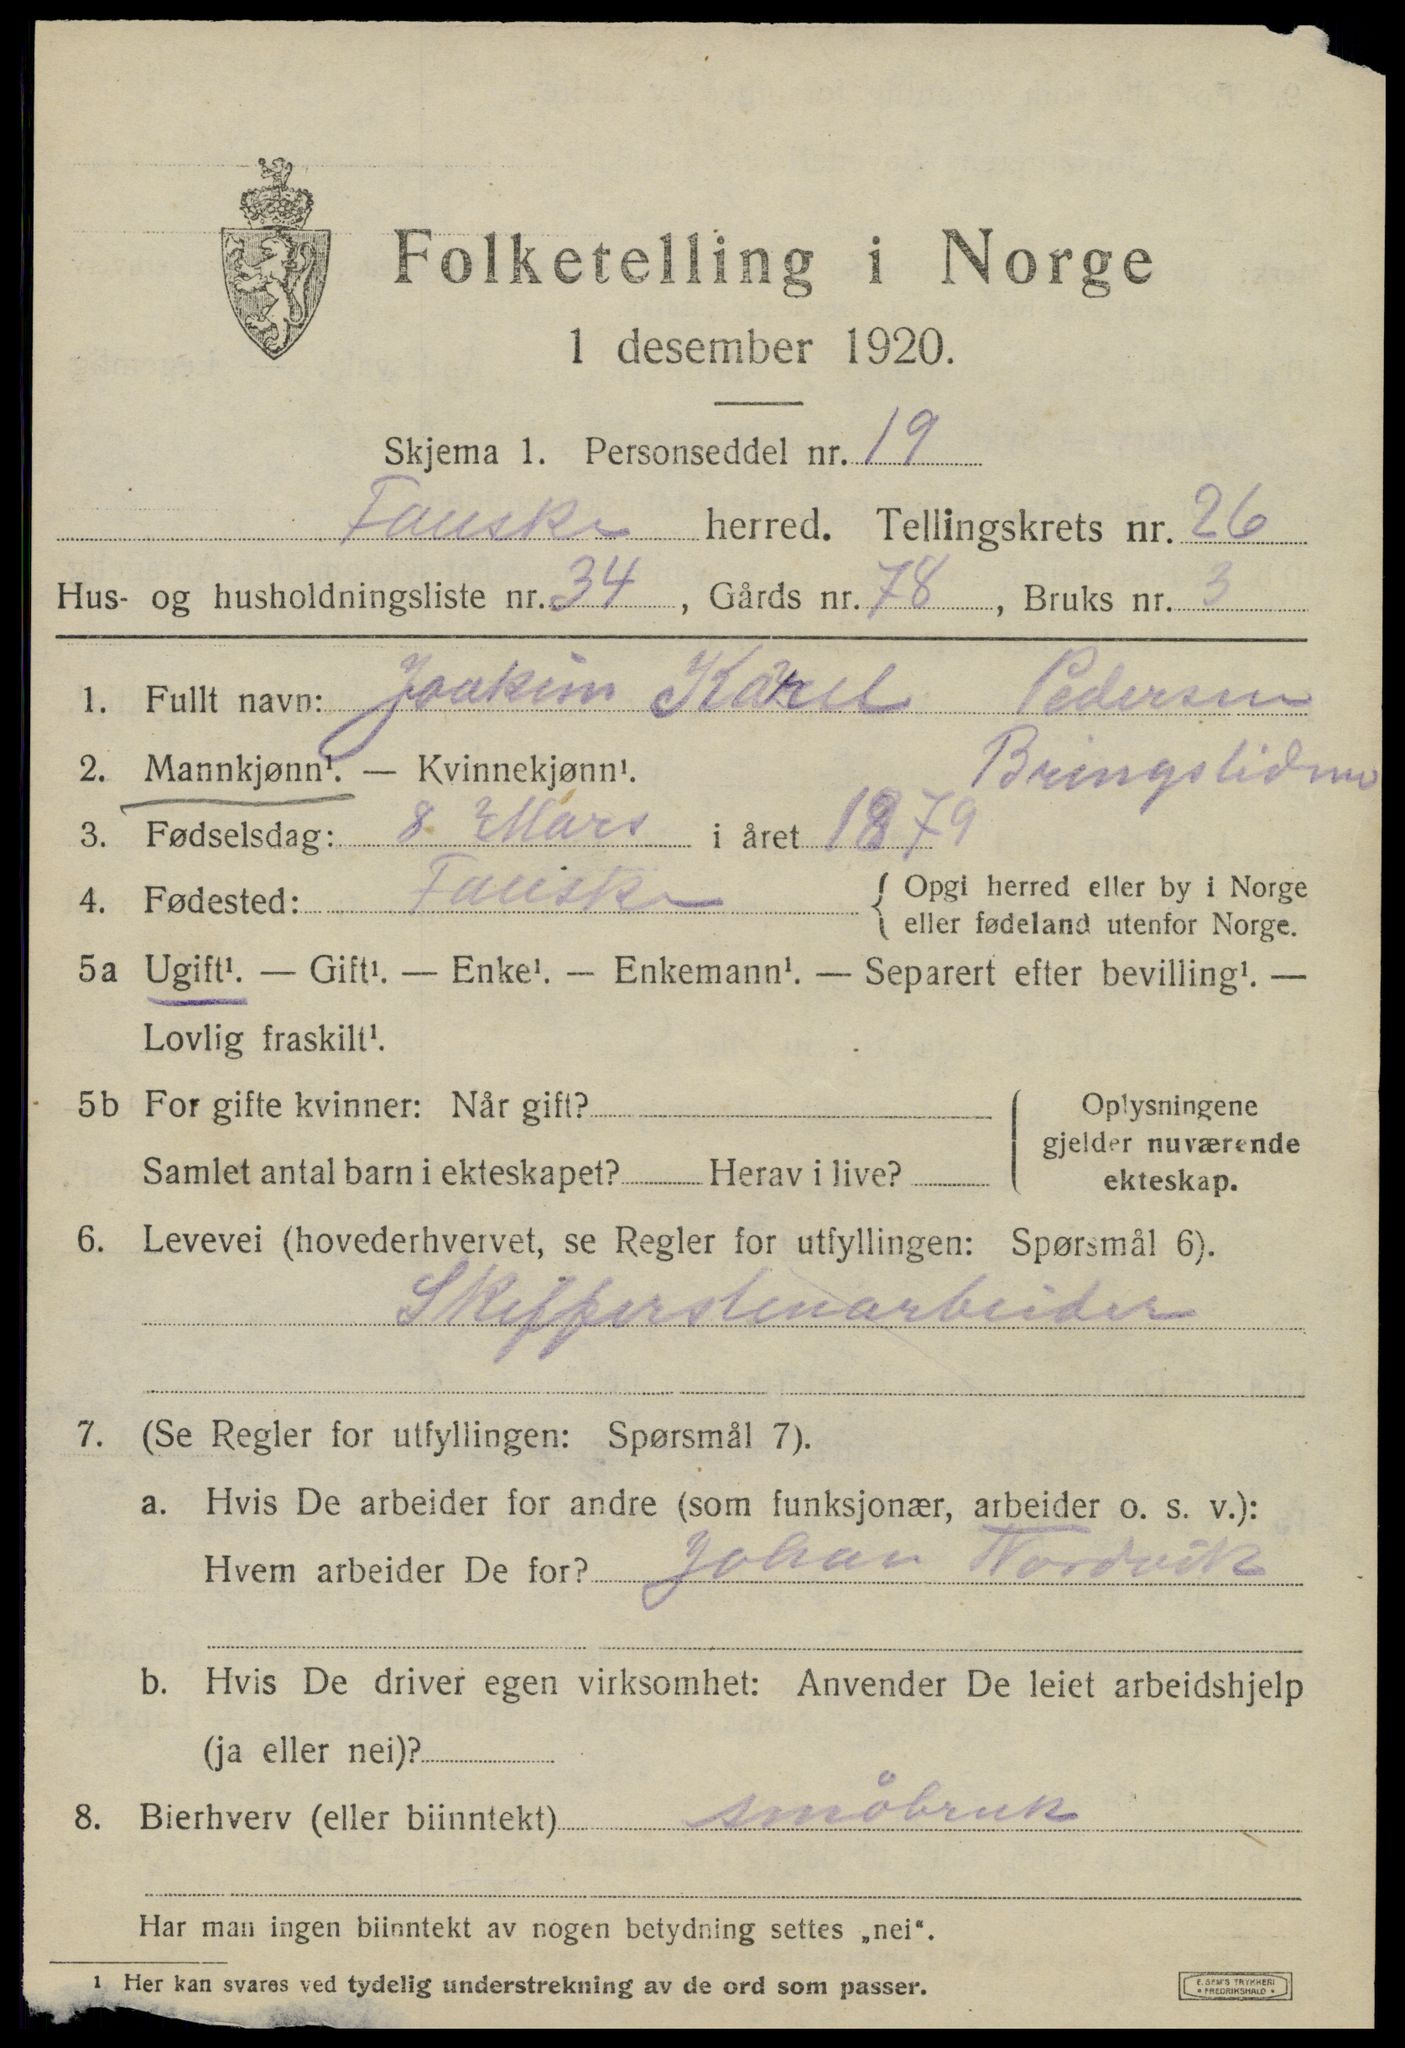 Folketelling i Norge
1 desember 1920.
Skjema 1. Personseddel nr. 19
Fauske herred. Tellingskrets nr. 26
Hus- og husholdningsliste nr. 34, Gårds nr. 78, Bruks nr. 3
1. Fullt navn: Joakim Karel Pedersen
Bringslidmo
2. Mannkjønn¹. — Kvinnekjønn¹.
3. Fødselsdag: 8 Mars i året 1879
4. Fødested: Fauske { Opgi herred eller by i Norge
eller fødeland utenfor Norge.
5a Ugift¹. — Gift¹. — Enke¹. — Enkemann¹. — Separert efter bevilling¹. —
Lovlig fraskilt¹.
5b For gifte kvinner: Når gift?
Samlet antal barn i ekteskapet? Herav i live?
Oplysningene
gjelder nuværende
ekteskap.
6. Levevei (hovederhvervet, se Regler for utfyllingen: Spørsmål 6).
Skifferstenarbeider
7. (Se Regler for utfyllingen: Spørsmål 7).
a. Hvis De arbeider for andre (som funksjonær, arbeider o. s. v.):
Hvem arbeider De for? Johan Nordvik
b. Hvis De driver egen virksomhet: Anvender De leiet arbeidshjelp
(ja eller nei)?
8. Bierhverv (eller biinntekt) småbruk
Har man ingen biinntekt av nogen betydning settes „nei“.
1 Her kan svares ved tydelig understrekning av de ord som passer.
E. SEM'S TRYKKERI
• FREDRIKSHALD •